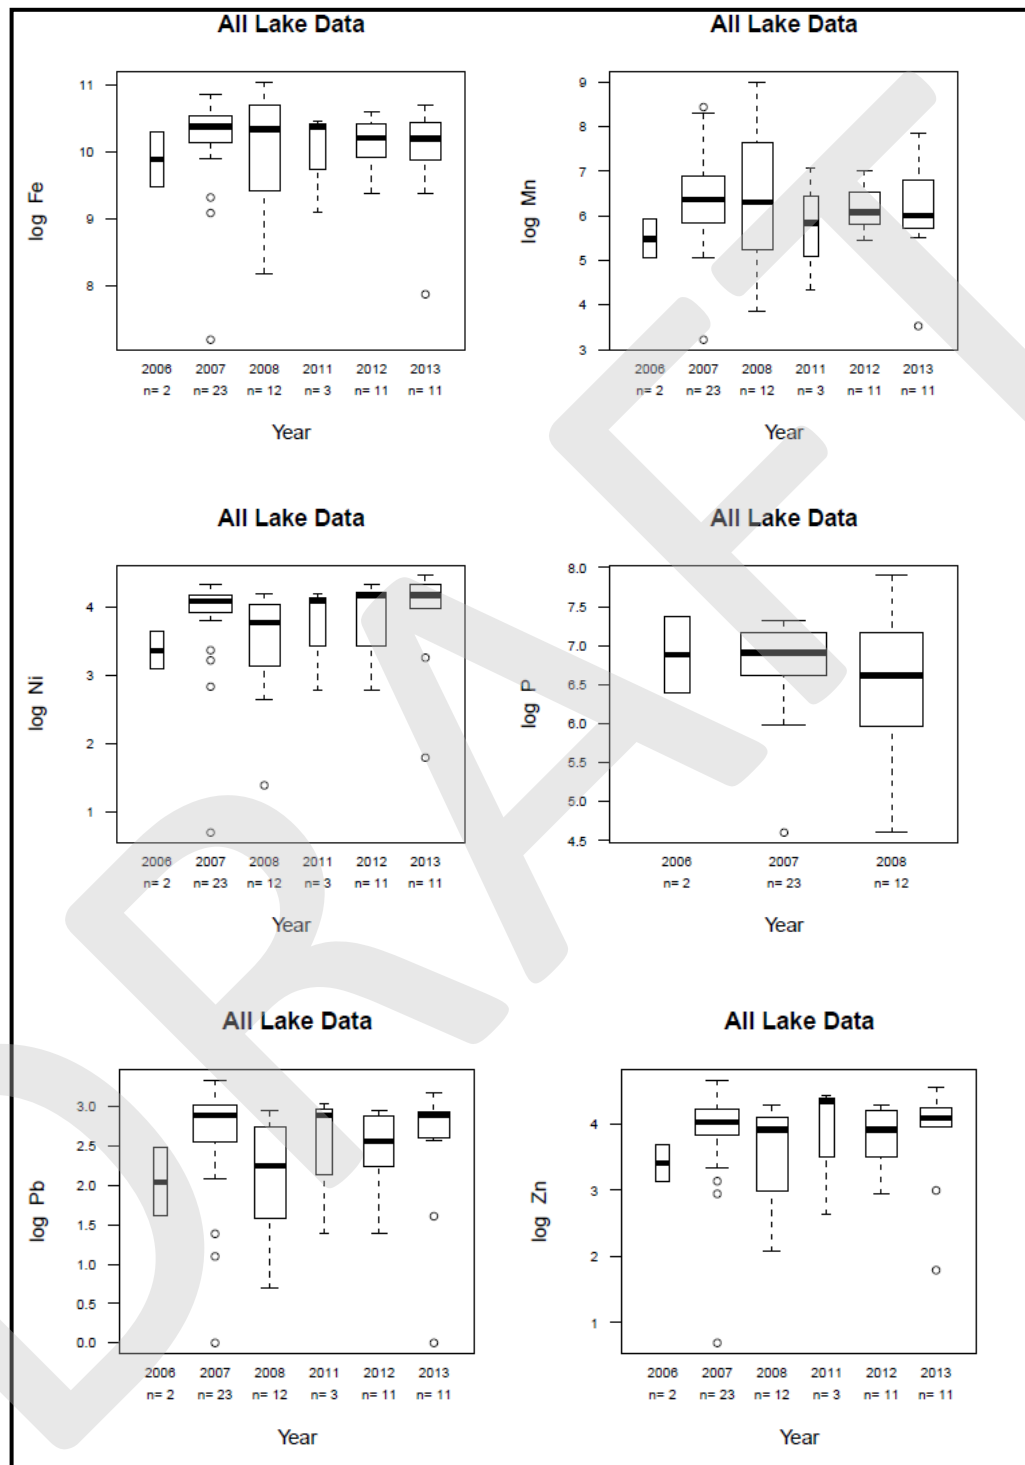 All Lake Data All Lake Data
log Fe
11
10
9
8
2006 2007 2008 2011 2012 2013
n= 2 n= 23 n= 12 n= 3 n= 11 n= 11
Year
log Mn
9
8
7
6
5
4
3
2006 2007 2008 2011 2012 2013
n= 2 n= 23 n= 12 n= 3 n= 11 n= 11
Year
All Lake Data All Lake Data
log Ni
4
3
2
1
2006 2007 2008 2011 2012 2013
n= 2 n= 23 n= 12 n= 3 n= 11 n= 11
Year
log P
8.0
7.5
7.0
6.5
6.0
5.5
5.0
4.5
2006 2007 2008
n= 2 n= 23 n= 12
Year
All Lake Data All Lake Data
log Pb
3.0
2.5
2.0
1.5
1.0
0.5
0.0
2006 2007 2008 2011 2012 2013
n= 2 n= 23 n= 12 n= 3 n= 11 n= 11
Year
log Zn
4
3
2
1
2006 2007 2008 2011 2012 2013
n= 2 n= 23 n= 12 n= 3 n= 11 n= 11
Year
DRAFT